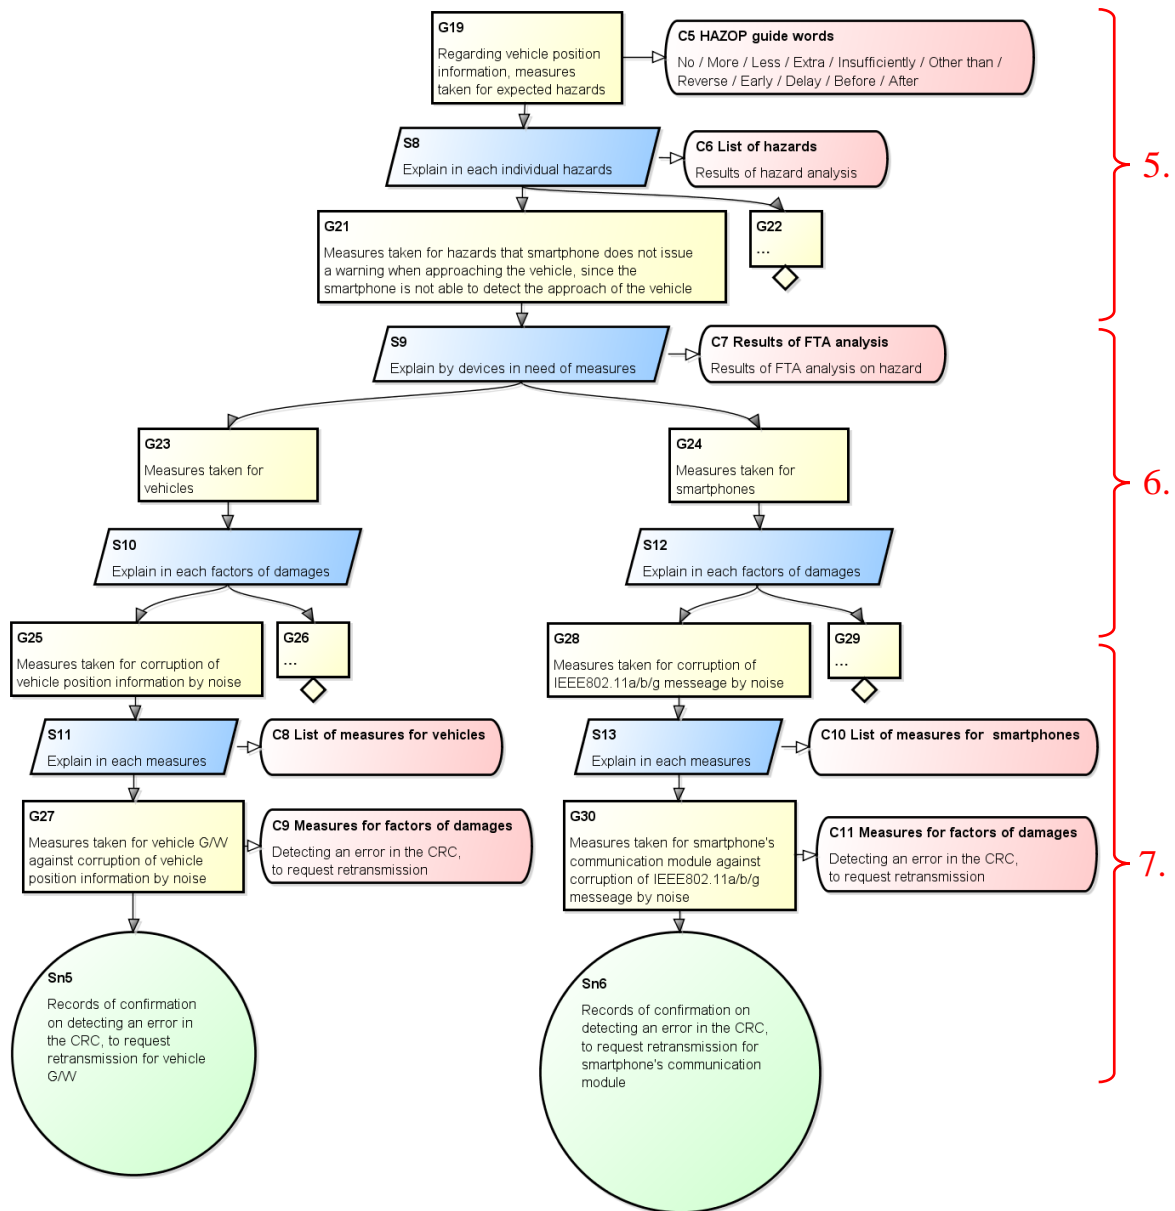 G19
Regarding vehicle position
information, measures
taken for expected hazards
C5 HAZOP guide words
No / More / Less / Extra / Insufficiently / Other than /
Reverse / Early / Delay / Before / After
S8
Explain in each individual hazards
C6 List of hazards
Results of hazard analysis
5.
G21
Measures taken for hazards that smartphone does not issue
a warning when approaching the vehicle, since the
smartphone is not able to detect the approach of the vehicle
G22
...
S9
Explain by devices in need of measures
C7 Results of FTA analysis
Results of FTA analysis on hazard
G23
Measures taken for
vehicles
G24
Measures taken for
smartphones
6.
S10
Explain in each factors of damages
S12
Explain in each factors of damages
G25
Measures taken for corruption of
vehicle position information by noise
G26
...
G28
Measures taken for corruption of
IEEE802.11a/b/g messeage by noise
G29
...
S11
Explain in each measures
C8 List of measures for vehicles
S13
Explain in each measures
C10 List of measures for  smartphones
G27
Measures taken for vehicle G/W
against corruption of vehicle
position information by noise
C9 Measures for factors of damages
Detecting an error in the CRC,
to request retransmission
G30
Measures taken for smartphone's
communication module against
corruption of IEEE802.11a/b/g
messeage by noise
C11 Measures for factors of damages
Detecting an error in the CRC,
to request retransmission
7.
Sn5
Records of confirmation
on detecting an error in
the CRC, to request
retransmission for vehicle
G/W
Sn6
Records of confirmation on
detecting an error in the CRC,
to request retransmission for
smartphone's communication
module